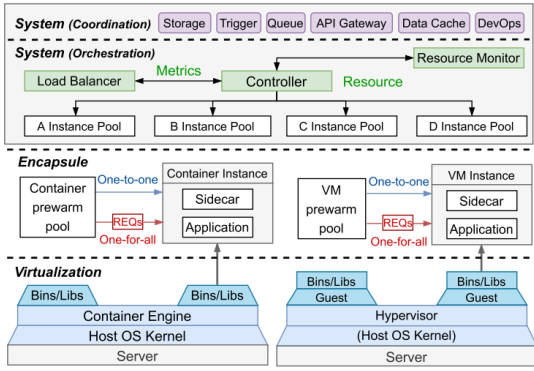 System (Coordination) Storage Trigger Queue API Gateway Data Cache DevOps
System (Orchestration)
Resource Monitor
Load Balancer Metrics Controller Resource
A Instance Pool B Instance Pool C Instance Pool D Instance Pool
Encapsule
Container
prewarm
pool
One-to-one
REQs
One-for-all
Container Instance
Sidecar
Application
VM
prewarm
pool
One-to-one
REQs
One-for-all
VM Instance
Sidecar
Application
Virtualization
Bins/Libs Bins/Libs
Container Engine
Host OS Kernel
Server
Bins/Libs Bins/Libs
Guest Guest
Hypervisor
(Host OS Kernel)
Server